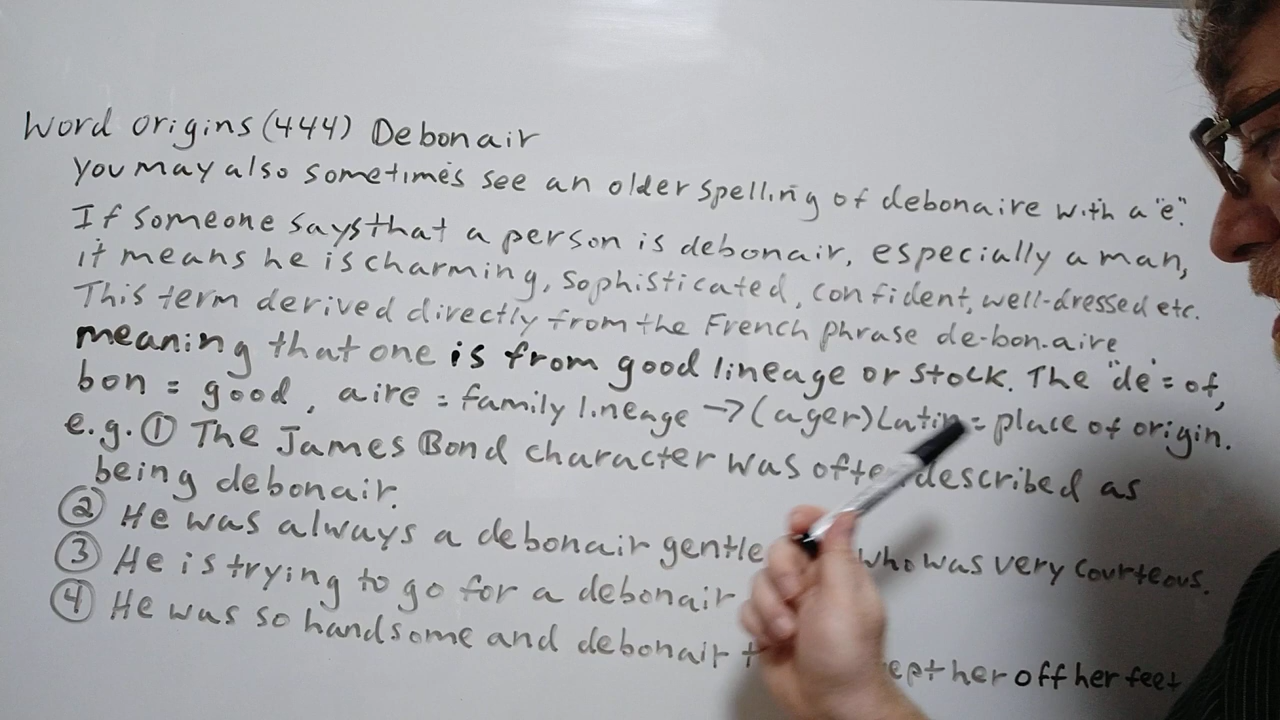 Word Origins (444) Debonair
You may also sometimes see an older spelling of debonaire with a "e".
If someone says that a person is debonair, especially a man,
it means he is charming, sophisticated, confident, well-dressed etc.
This term derived directly from the French phrase de-bon-aire
meaning that one is from good lineage or stock. The "de" = of,
bon = good, aire = family lineage → (ager) Latin = place of origin.
e.g. ① The James Bond character was often described as
being debonair.
② He was always a debonair who was very courteous.
③ He is trying to go for a debonair
④ He was so handsome and debonair her off her feet